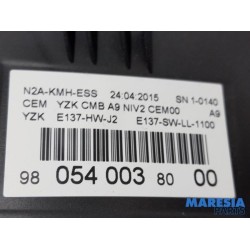 N2A-KMH-ESS 24:04:2015 SN 1-0140
CEM YZK CMB A9 NIV2 CEM00 A9
YZK E137-HW-J2 E137-SW-LL-1100
98 054 003 80 00
MARESIA